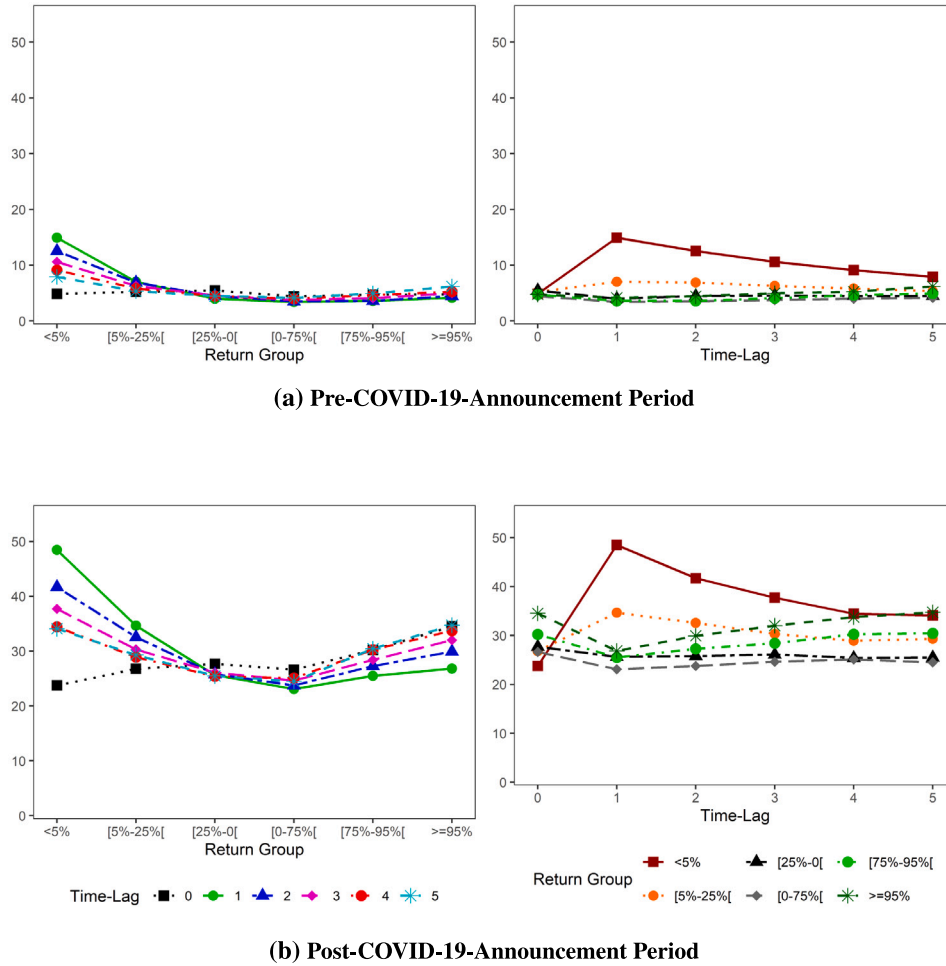 50
40
30
20
10
0
<5% [5%-25%[ [25%-0[ [0-75%[ [75%-95%[ >=95%
Return Group
50
40
30
20
10
0
0 1 2 3 4 5
Time-Lag
(a) Pre-COVID-19-Announcement Period
50
40
30
20
10
0
<5% [5%-25%[ [25%-0[ [0-75%[ [75%-95%[ >=95%
Return Group
Time-Lag 0 1 2 3 4 5
50
40
30
20
10
0
0 1 2 3 4 5
Time-Lag
Return Group
<5% [25%-0[ [75%-95%[
[5%-25%[ [0-75%[ >=95%
(b) Post-COVID-19-Announcement Period